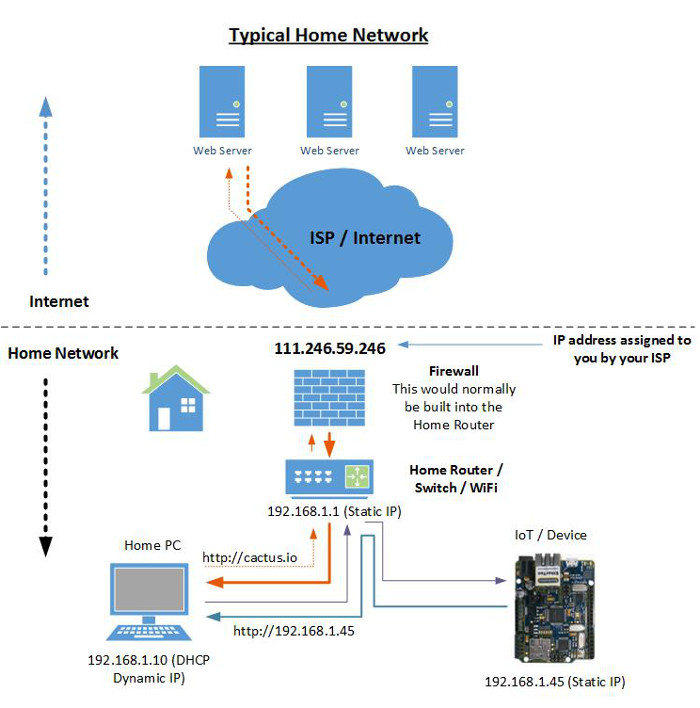 Typical Home Network
Web Server
Web Server
Web Server
ISP / Internet
Internet
Home Network
111.246.59.246
IP address assigned to
you by your ISP
Firewall
This would normally
be built into the
Home Router
Home Router /
Switch / WiFi
192.168.1.1 (Static IP)
Home PC
http://cactus.io
IoT / Device
http://192.168.1.45
192.168.1.10 (DHCP
Dynamic IP)
192.168.1.45 (Static IP)